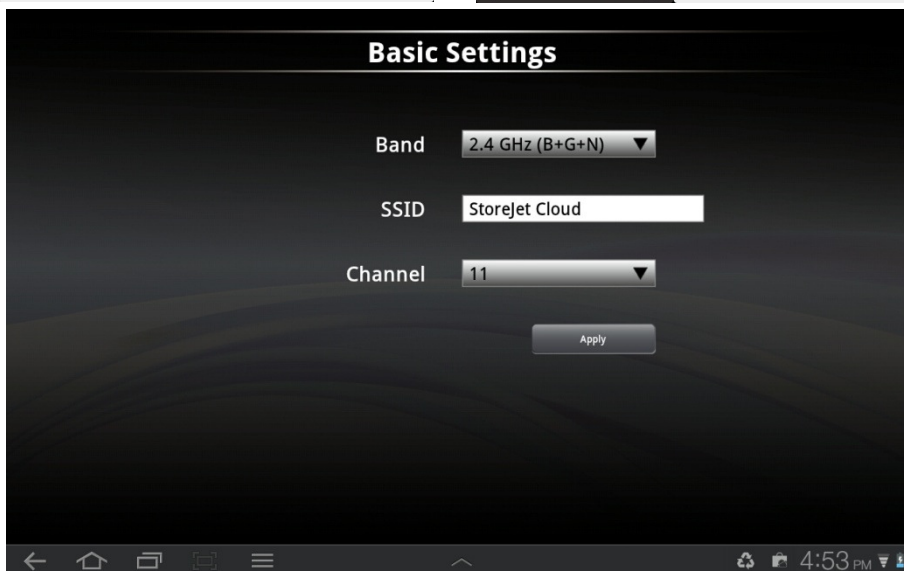 Basic Settings
Band 2.4 GHz (B+G+N)
SSID StoreJet Cloud
Channel 11
Apply
4:53 PM